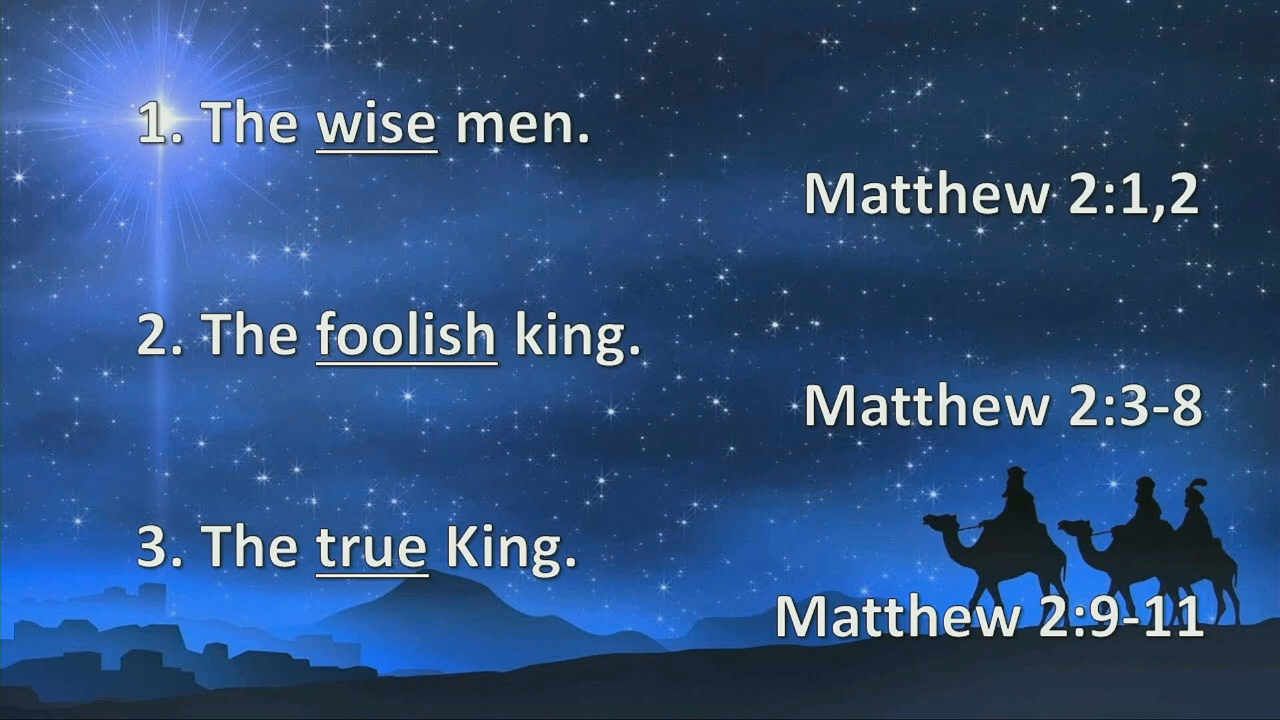 1. The wise men.
Matthew 2:1,2
2. The foolish king.
Matthew 2:3-8
3. The true King.
Matthew 2:9-11